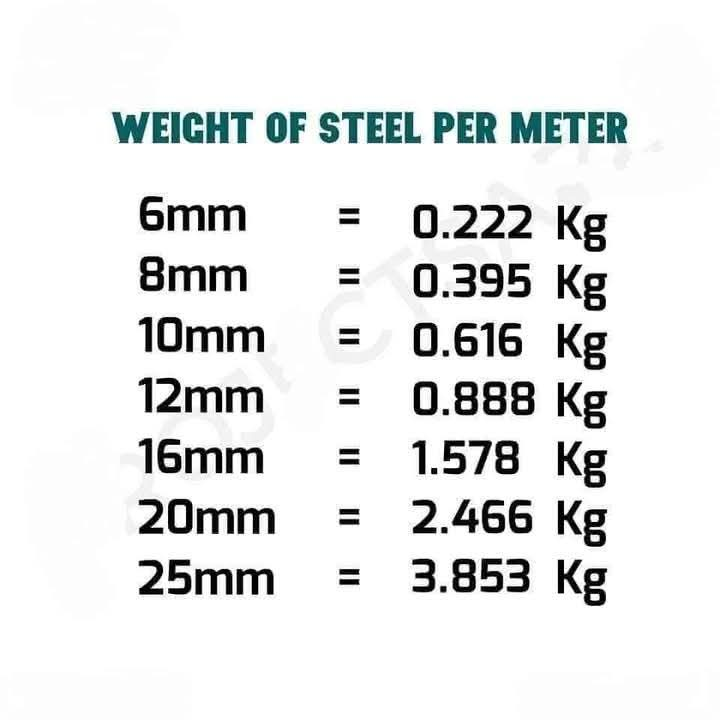 WEIGHT OF STEEL PER METER
6mm = 0.222 Kg
8mm = 0.395 Kg
10mm = 0.616 Kg
12mm = 0.888 Kg
16mm = 1.578 Kg
20mm = 2.466 Kg
25mm = 3.853 Kg